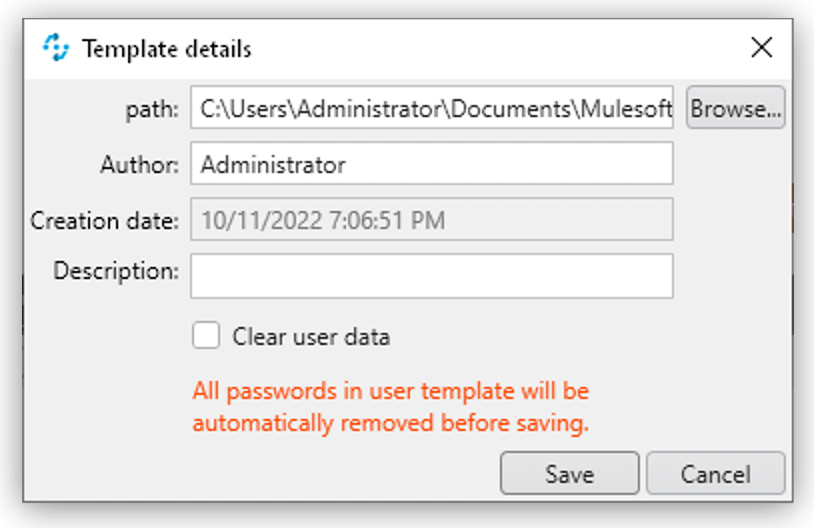 Template details
path: C:\Users\Administrator\Documents\Mulesoft Browse...
Author: Administrator
Creation date: 10/11/2022 7:06:51 PM
Description:
Clear user data
All passwords in user template will be
automatically removed before saving.
Save Cancel